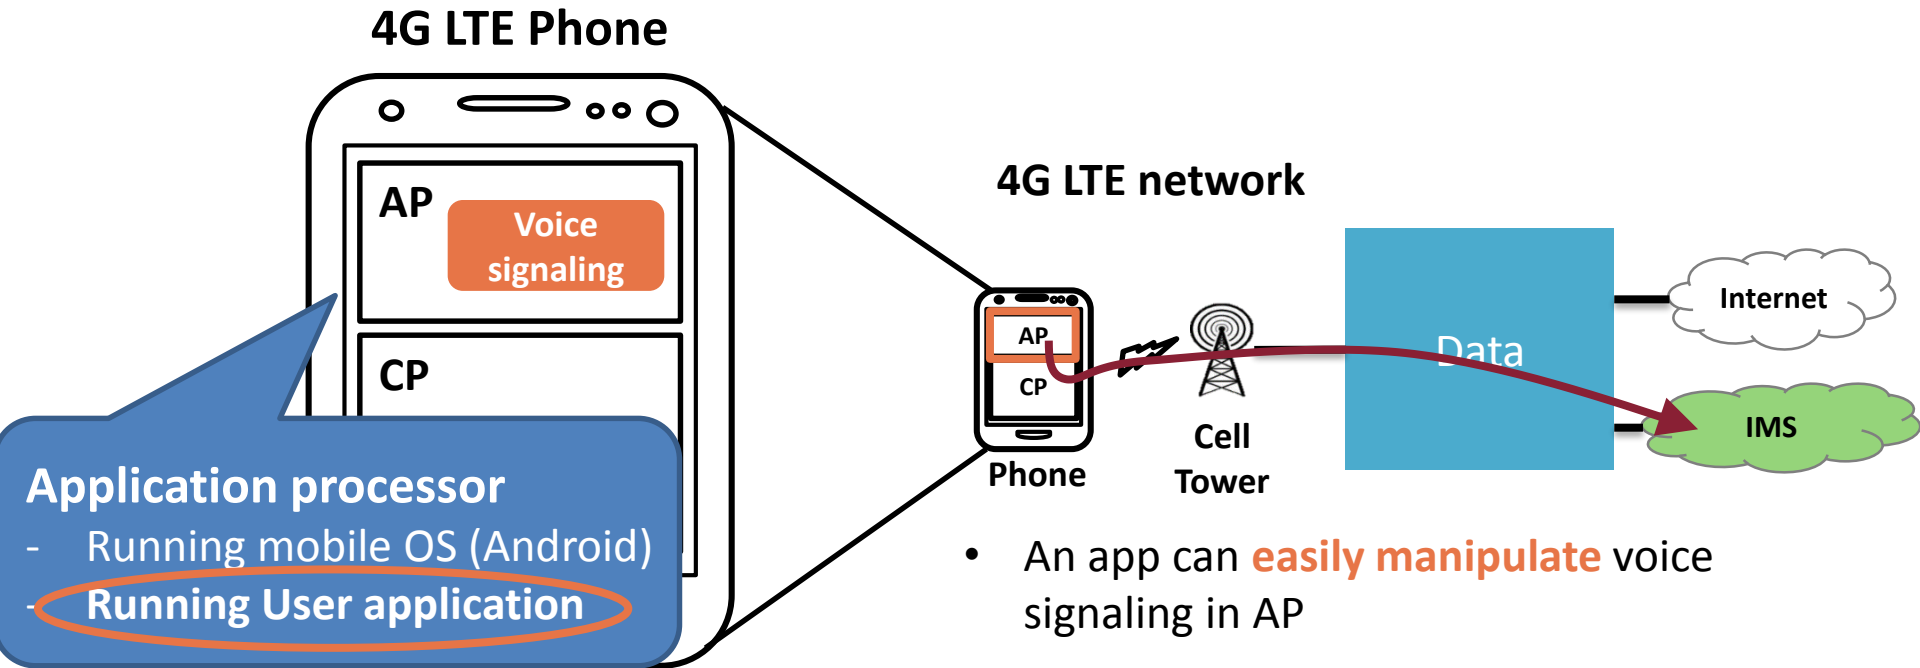 4G LTE Phone
AP
Voice
signaling
CP
Application processor
- Running mobile OS (Android)
- Running User application
4G LTE network
AP
CP
Phone
Cell
Tower
Data
Internet
IMS
• An app can easily manipulate voice
signaling in AP